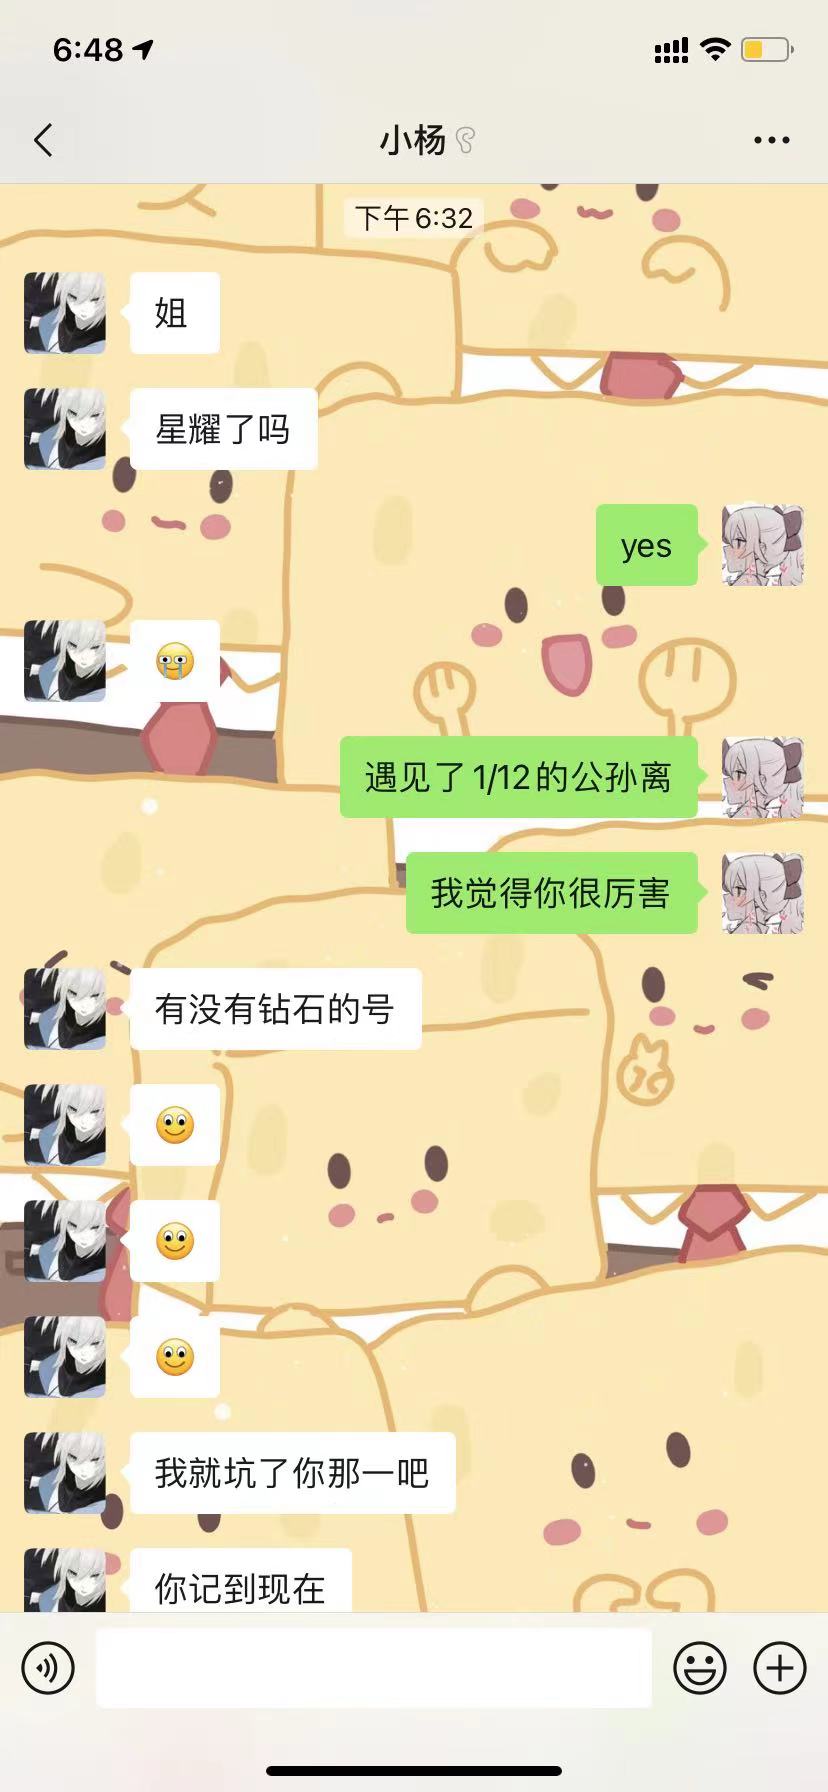 6:48
小杨
下午 6:32
姐
星耀了吗
yes
遇见了1/12的公孙离
我觉得你很厉害
有没有钻石的号
我就坑了你那一吧
你记到现在